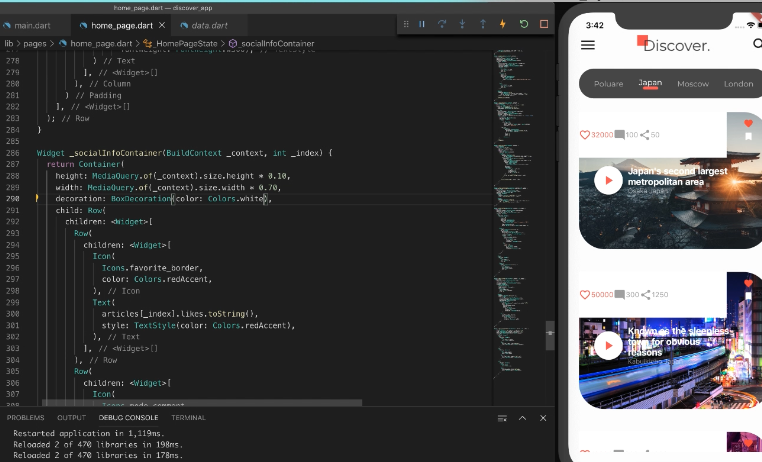 home_page.dart — discover_app
main.dart
home_page.dart
data.dart
lib > pages > home_page.dart > _HomePageState > _socialInfoContainer
278 ) // Text
279 ], // <Widget>[]
280 ), // Column
281 ) // Padding
282 ], // <Widget>[]
283 ); // Row
284 }
285
286 Widget _socialInfoContainer(BuildContext _context, int _index) {
287 return Container(
288 height: MediaQuery.of(_context).size.height * 0.10,
289 width: MediaQuery.of(_context).size.width * 0.70,
290 decoration: BoxDecoration(color: Colors.white),
291 child: Row(
292 children: <Widget>[
293 Row(
294 children: <Widget>[
295 Icon(
296 Icons.favorite_border,
297 color: Colors.redAccent,
298 ), // Icon
299 Text(
300 articles[_index].likes.toString(),
301 style: TextStyle(color: Colors.redAccent),
302 ), // Text
303 ], // <Widget>[]
304 ), // Row
305 Row(
306 children: <Widget>[
307 Icon(
PROBLEMS OUTPUT DEBUG CONSOLE TERMINAL
Restarted application in 1,119ms.
Reloaded 2 of 470 libraries in 198ms.
Reloaded 2 of 470 libraries in 178ms.
3:42
Discover.
Poluare Japan Moscow London
32000 100 50
Japan's second largest
metropolitan area
Osaka Japan
50000 300 1250
Known as the sleepless
town for obvious
reasons
Kabukicho Japan